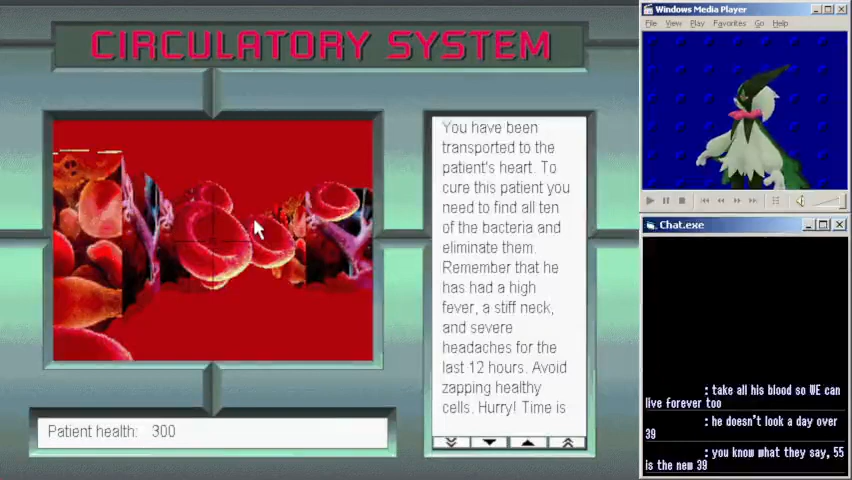 CIRCULATORY SYSTEM
You have been
transported to the
patient's heart. To
cure this patient you
need to find all ten
of the bacteria and
eliminate them.
Remember that he
has had a high
fever, a stiff neck,
and severe
headaches for the
last 12 hours. Avoid
zapping healthy
cells. Hurry! Time is
Patient health: 300
Windows Media Player
File View Play Favorites Go Help
Chat.exe
: take all his blood so WE can
live forever too
: he doesn't look a day over
39
: you know what they say, 55
is the new 39